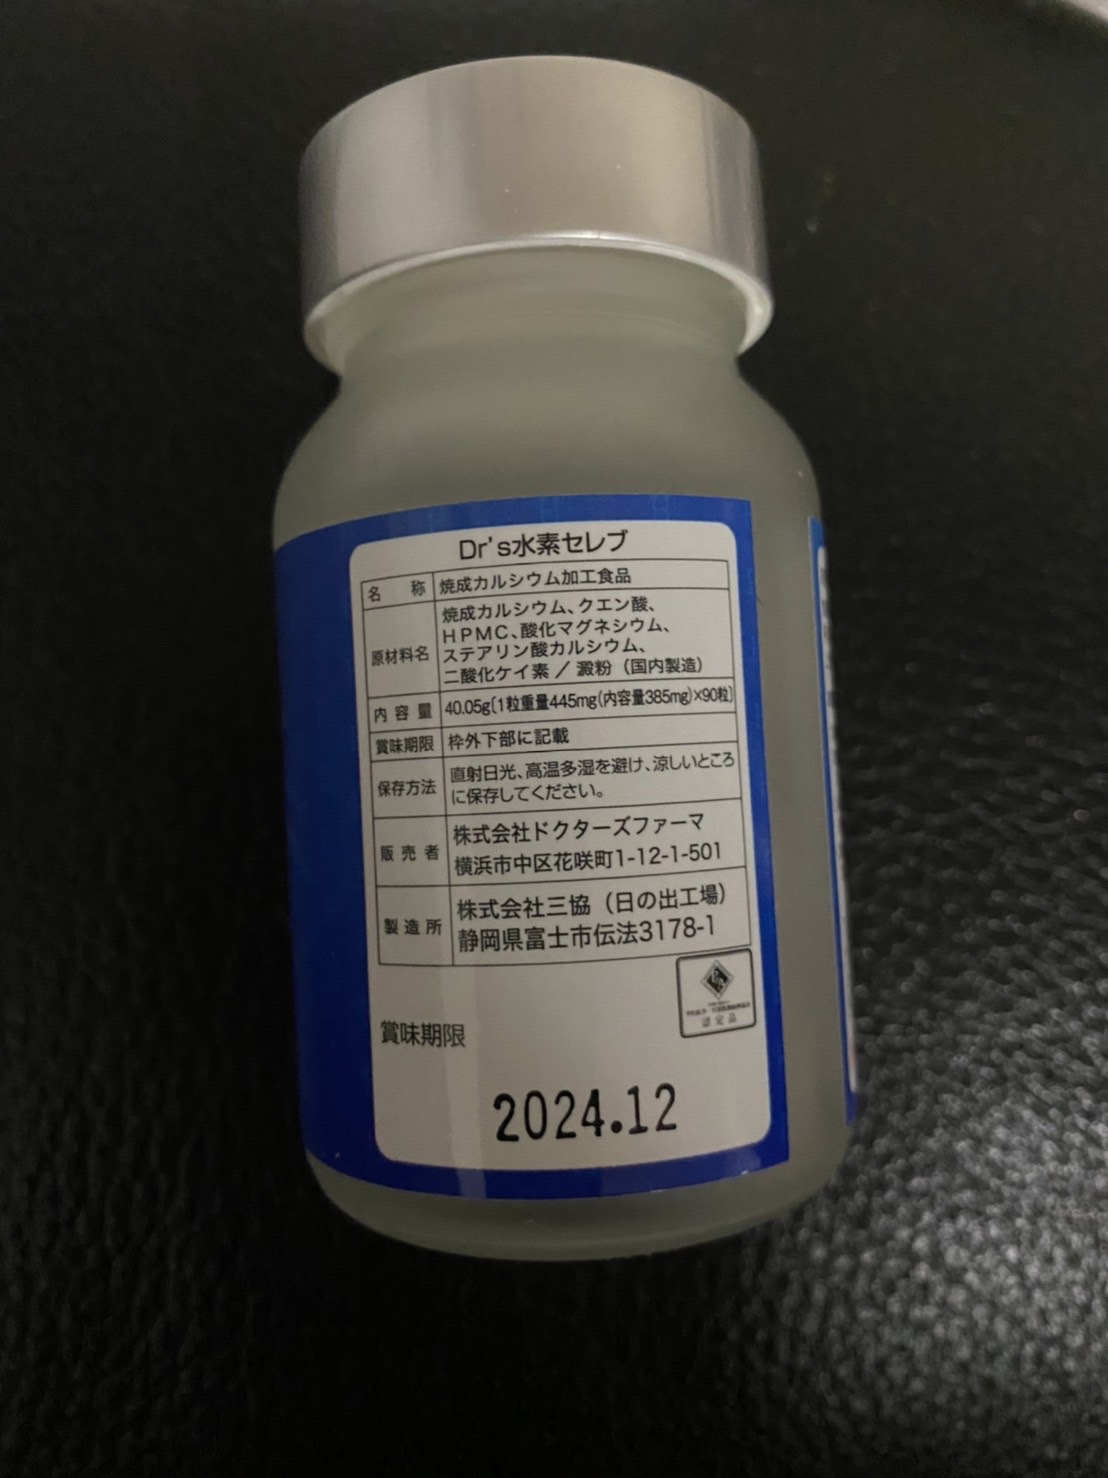 Dr's水素セレブ
名 称 焼成カルシウム加工食品
原材料名 焼成カルシウム、クエン酸、
HPMC、酸化マグネシウム、
ステアリン酸カルシウム、
二酸化ケイ素/澱粉(国内製造)
内容量 40.05g〔1粒重量445mg(内容量385mg)×90粒〕
賞味期限 枠外下部に記載
保存方法 直射日光、高温多湿を避け、涼しいところ
に保存してください。
販売者 株式会社ドクターズファーマ
横浜市中区花咲町1-12-1-501
製造所 株式会社三協(日の出工場)
静岡県富士市伝法3178-1
認定品
賞味期限
2024.12